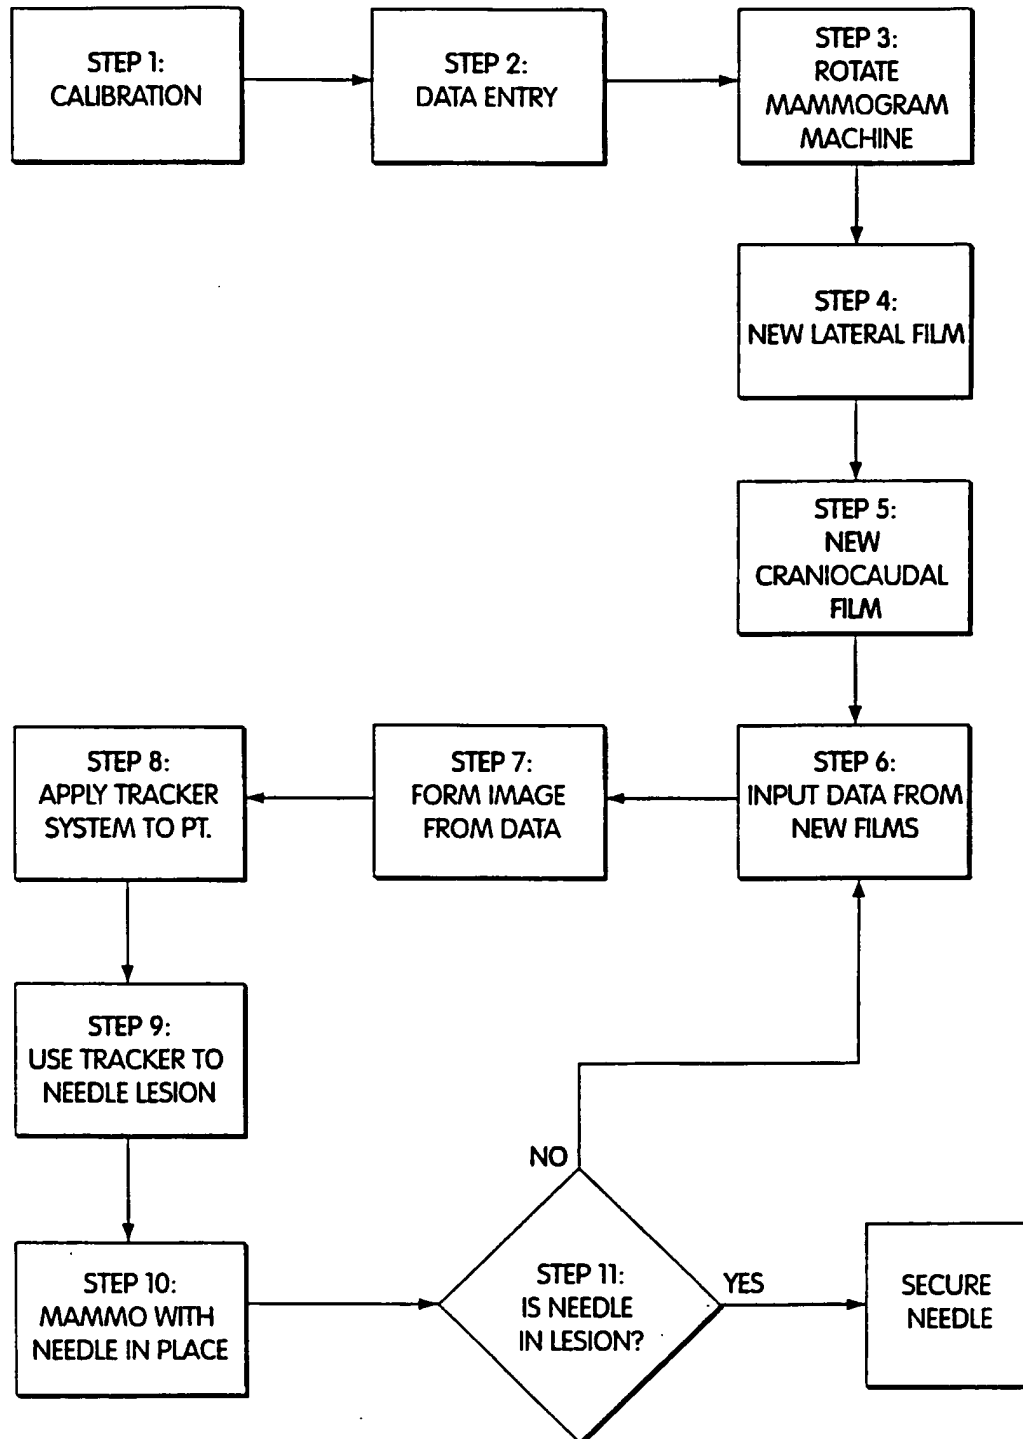 STEP 1:
CALIBRATION
STEP 2:
DATA ENTRY
STEP 3:
ROTATE
MAMMOGRAM
MACHINE
STEP 4:
NEW LATERAL FILM
STEP 5:
NEW
CRANIOCAUDAL
FILM
STEP 6:
INPUT DATA FROM
NEW FILMS
STEP 7:
FORM IMAGE
FROM DATA
STEP 8:
APPLY TRACKER
SYSTEM TO PT.
STEP 9:
USE TRACKER TO
NEEDLE LESION
STEP 10:
MAMMO WITH
NEEDLE IN PLACE
STEP 11:
IS NEEDLE
IN LESION?
NO
YES
SECURE
NEEDLE